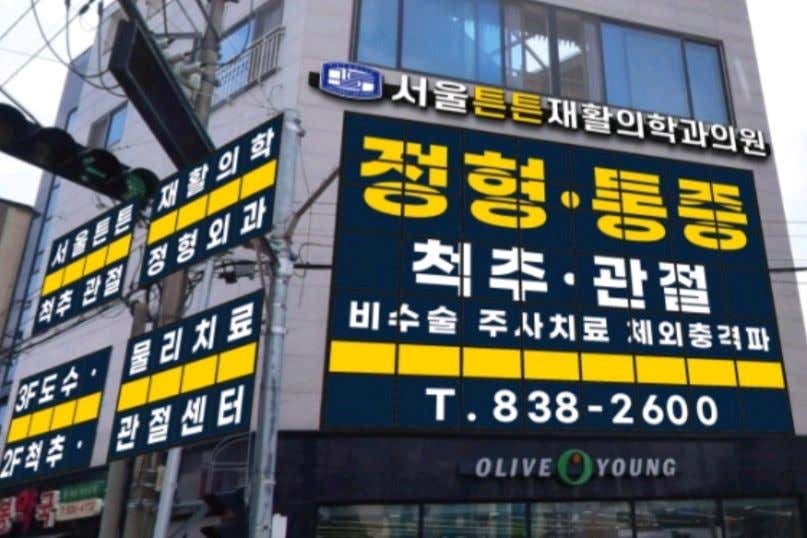 서울튼튼재활의학과의원
정형·통증
척추·관절
비수술 주사치료 체외충격파
T.838-2600
OLIVE YOUNG
서울튼튼
척추 관절
재활의학
정형외과
3F도수·
2F척추·
물리치료
관절센터